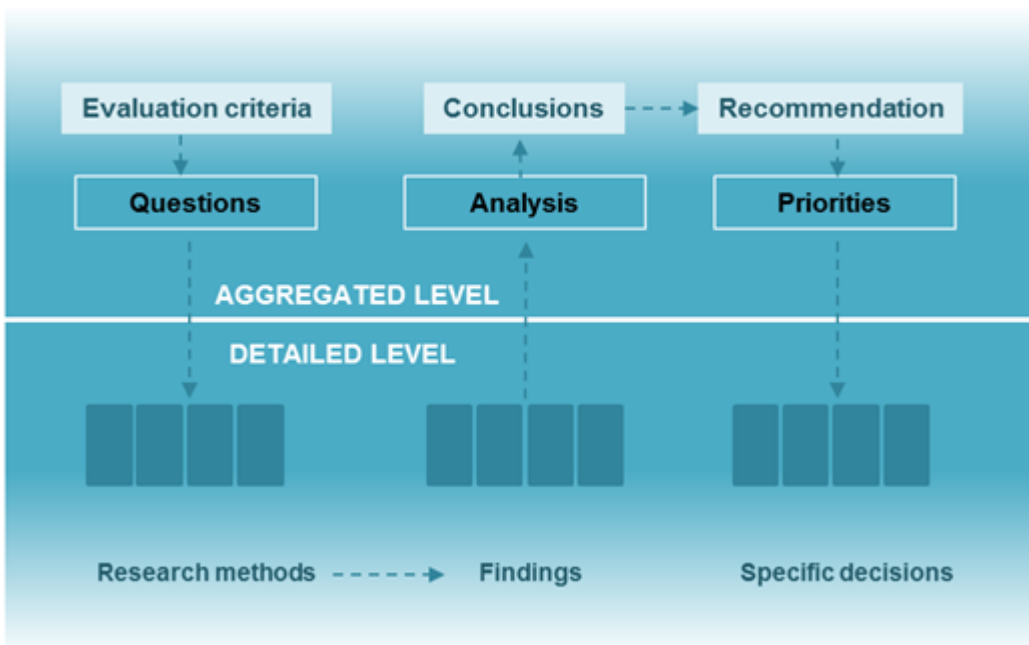 Evaluation criteria
Conclusions
Recommendation
Questions
Analysis
Priorities
AGGREGATED LEVEL
DETAILED LEVEL
Research methods
Findings
Specific decisions